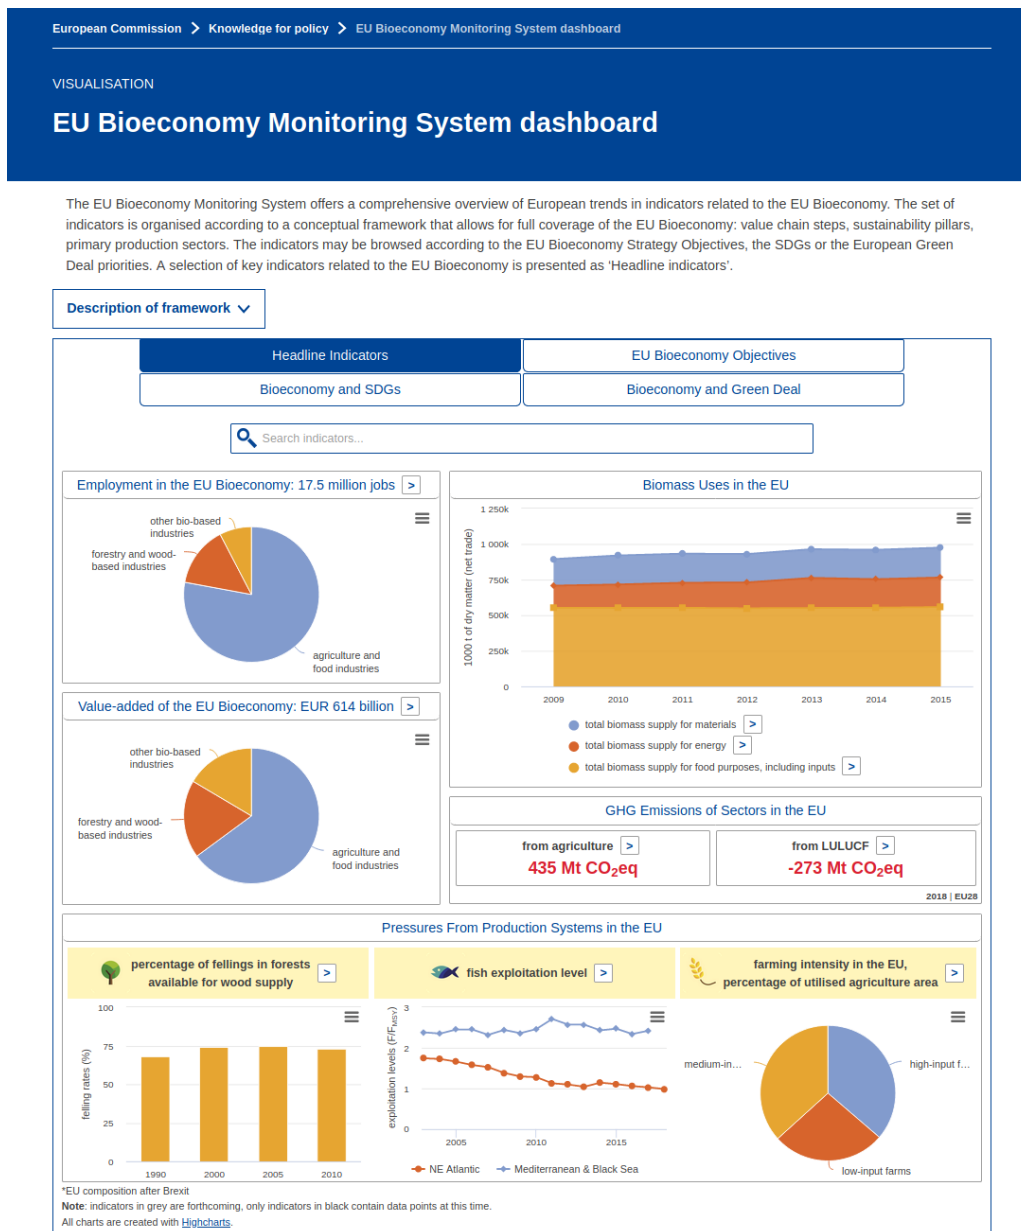 European Commission > Knowledge for policy > EU Bioeconomy Monitoring System dashboard
VISUALISATION
EU Bioeconomy Monitoring System dashboard
The EU Bioeconomy Monitoring System offers a comprehensive overview of European trends in indicators related to the EU Bioeconomy. The set of
indicators is organised according to a conceptual framework that allows for full coverage of the EU Bioeconomy: value chain steps, sustainability pillars,
primary production sectors. The indicators may be browsed according to the EU Bioeconomy Strategy Objectives, the SDGs or the European Green
Deal priorities. A selection of key indicators related to the EU Bioeconomy is presented as ‘Headline indicators’.
Description of framework
Headline Indicators
EU Bioeconomy Objectives
Bioeconomy and SDGs
Bioeconomy and Green Deal
Search indicators...
Employment in the EU Bioeconomy: 17.5 million jobs >
other bio-based
industries
forestry and wood-
based industries
agriculture and
food industries
Value-added of the EU Bioeconomy: EUR 614 billion >
other bio-based
industries
forestry and wood-
based industries
agriculture and
food industries
Biomass Uses in the EU
1000 t of dry matter (net trade)
1 250k
1 000k
750k
500k
250k
0
2009 2010 2011 2012 2013 2014 2015
total biomass supply for materials >
total biomass supply for energy >
total biomass supply for food purposes, including inputs >
GHG Emissions of Sectors in the EU
from agriculture >
435 Mt CO₂eq
from LULUCF >
-273 Mt CO₂eq
2018 | EU28
Pressures From Production Systems in the EU
percentage of fellings in forests
available for wood supply >
felling rates (%)
100
75
50
25
0
1990 2000 2005 2010
fish exploitation level >
exploitation levels (F/FMSY)
3
2
1
0
2005 2010 2015
NE Atlantic Mediterranean & Black Sea
farming intensity in the EU,
percentage of utilised agriculture area >
medium-in…
high-input f…
low-input farms
*EU composition after Brexit
Note: indicators in grey are forthcoming, only indicators in black contain data points at this time.
All charts are created with Highcharts.